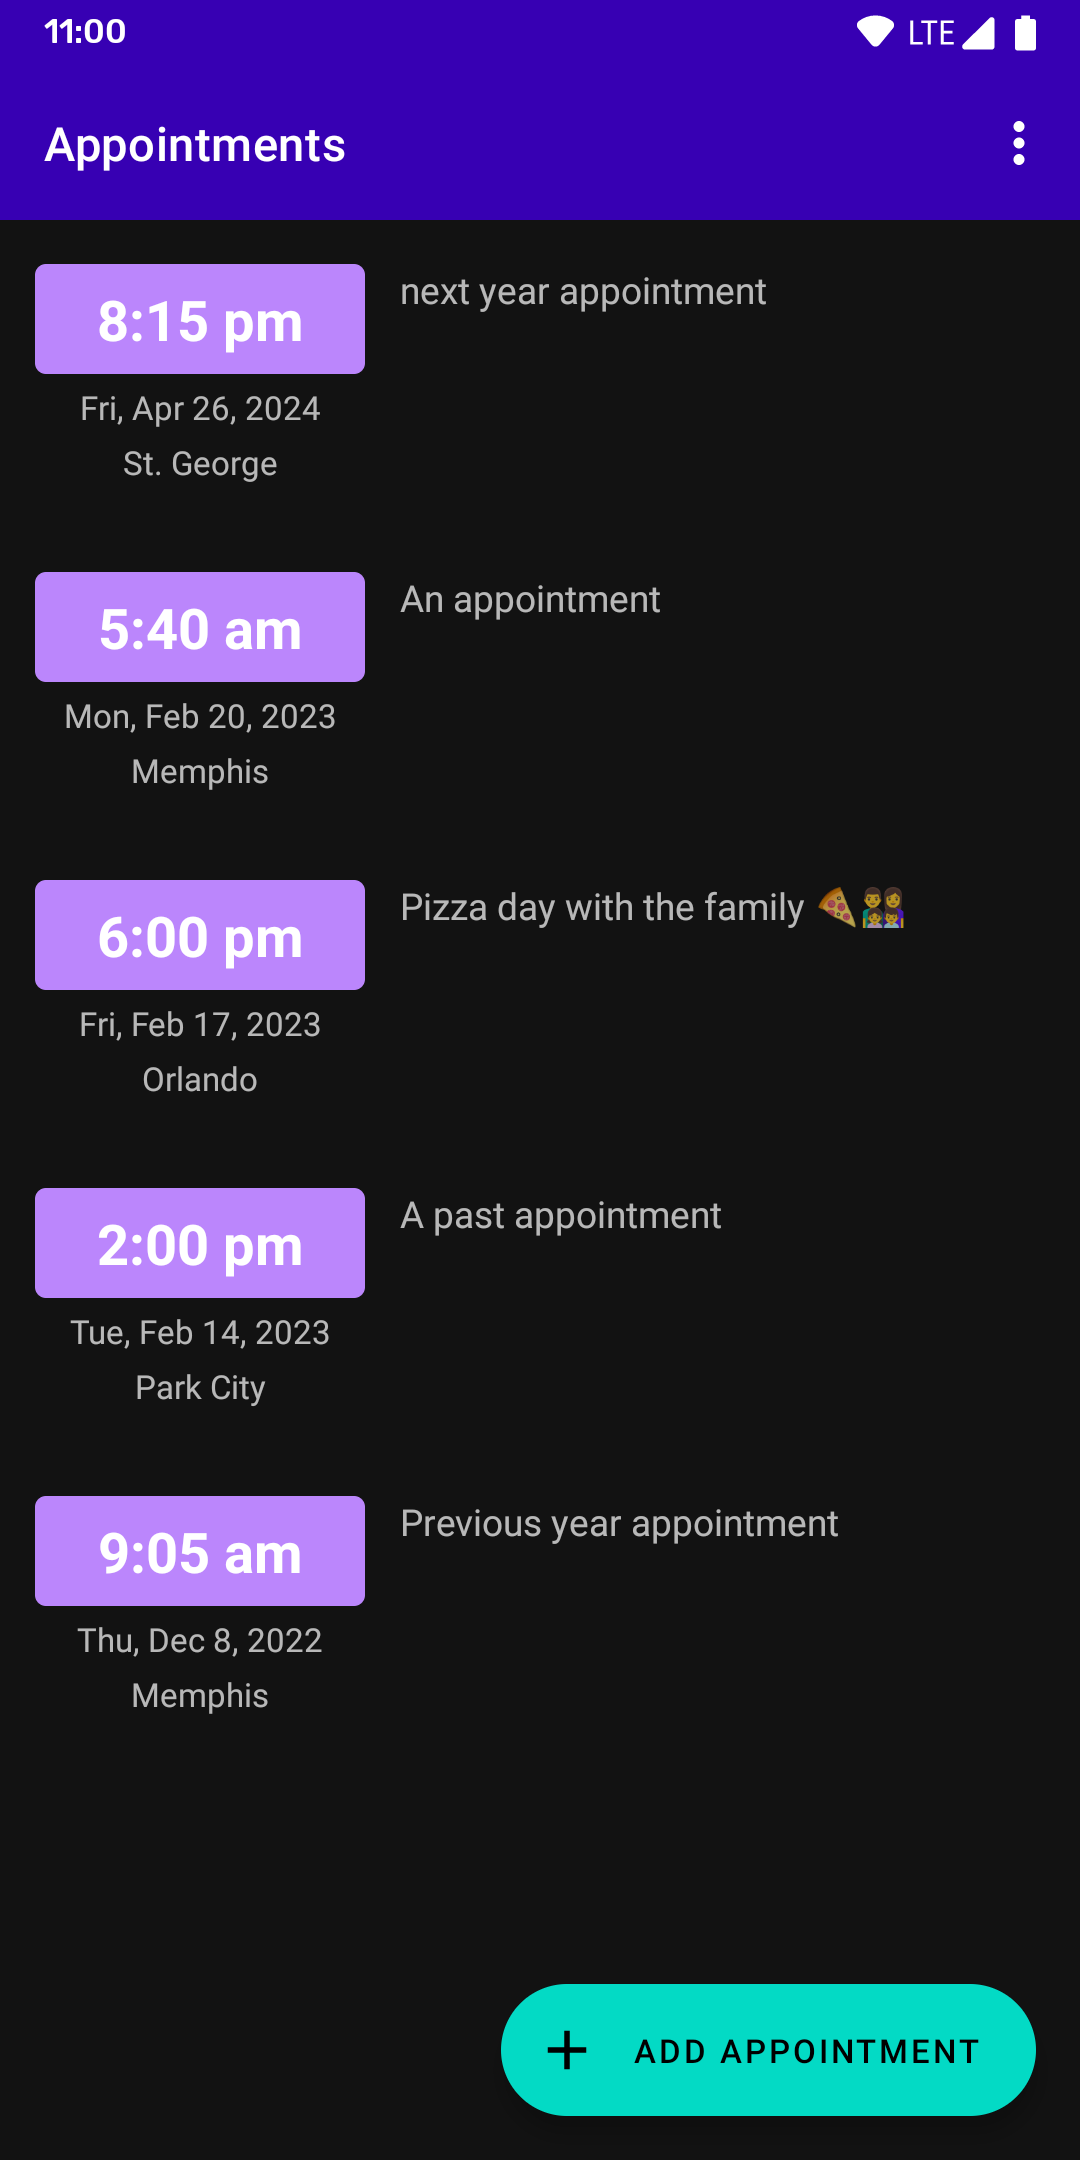 11:00
LTE
Appointments
8:15 pm
next year appointment
Fri, Apr 26, 2024
St. George
5:40 am
An appointment
Mon, Feb 20, 2023
Memphis
6:00 pm
Pizza day with the family 🍕👨‍👩‍👧‍👦
Fri, Feb 17, 2023
Orlando
2:00 pm
A past appointment
Tue, Feb 14, 2023
Park City
9:05 am
Previous year appointment
Thu, Dec 8, 2022
Memphis
ADD APPOINTMENT